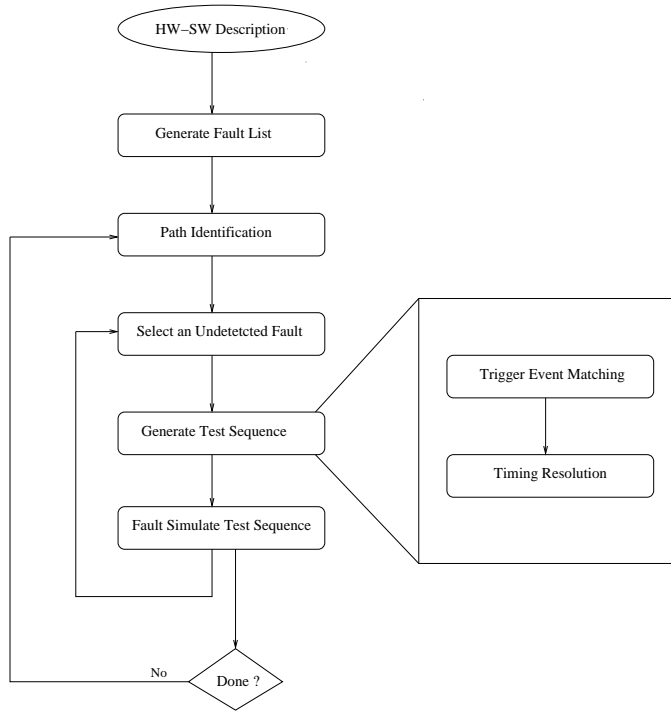 HW–SW Description
Generate Fault List
Path Identification
Select an Undetetcted Fault
Trigger Event Matching
Generate Test Sequence
Timing Resolution
Fault Simulate Test Sequence
No
Done ?